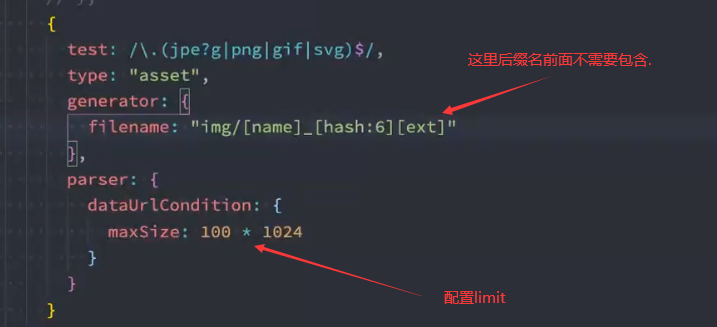 {
test: /\.(jpe?g|png|gif|svg)$/,
这里后缀名前面不需要包含.
type: "asset",
generator: {
filename: "img/[name]_[hash:6][ext]"
},
parser: {
dataUrlCondition: {
maxSize: 100 * 1024
}
配置limit
}
}